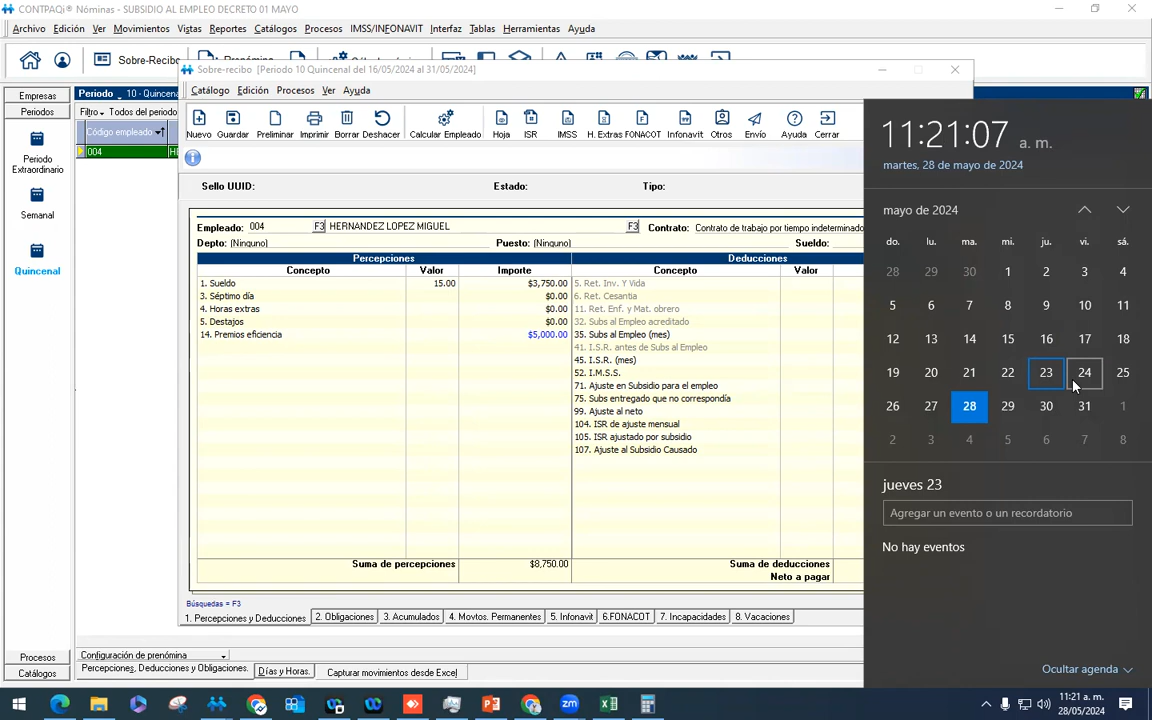 CONTPAQi® Nóminas - SUBSIDIO AL EMPLEO DECRETO 01 MAYO
Archivo Edición Ver Movimientos Vistas Reportes Catálogos Procesos IMSS/INFONAVIT Interfaz Tablas Herramientas Ayuda
Sobre-Recibo
Empresas
Periodos
Periodo
Extraordinario
Semanal
Quincenal
Procesos
Catálogos
Periodo 10 - Quincena
Filtro Todos del periodo
Código empleado
004
Sobre-recibo [Periodo 10 Quincenal del 16/05/2024 al 31/05/2024]
Catálogo Edición Procesos Ver Ayuda
Nuevo Guardar Preliminar Imprimir Borrar Deshacer Calcular Empleado Hoja ISR IMSS H. Extras FONACOT Infonavit Otros Envío Ayuda Cerrar
Sello UUID: Estado: Tipo:
Empleado: 004 F3 HERNANDEZ LOPEZ MIGUEL F3 Contrato: Contrato de trabajo por tiempo indeterminado
Depto: (Ninguno) Puesto: (Ninguno) Sueldo:
Percepciones Deducciones
Concepto Valor Importe Concepto Valor
1. Sueldo 15.00 $3,750.00 5. Ret. Inv. Y Vida
3. Séptimo día $0.00 6. Ret. Cesantia
4. Horas extras $0.00 11. Ret. Enf. y Mat. obrero
5. Destajos $0.00 32. Subs al Empleo acreditado
14. Premios eficiencia $5,000.00 35. Subs al Empleo (mes)
41. I.S.R. antes de Subs al Empleo
45. I.S.R. (mes)
52. I.M.S.S.
71. Ajuste en Subsidio para el empleo
75. Subs entregado que no correspondía
99. Ajuste al neto
104. ISR de ajuste mensual
105. ISR ajustado por subsidio
107. Ajuste al Subsidio Causado
Suma de percepciones $8,750.00 Suma de deducciones
Neto a pagar
Búsquedas = F3
1. Percepciones y Deducciones 2. Obligaciones 3. Acumulados 4. Movtos. Permanentes 5. Infonavit 6.FONACOT 7. Incapacidades 8. Vacaciones
Configuración de prenómina
Percepciones, Deducciones y Obligaciones. Días y Horas. Capturar movimientos desde Excel
11:21:07 a. m.
martes, 28 de mayo de 2024
mayo de 2024
do. lu. ma. mi. ju. vi. sá.
28 29 30 1 2 3 4
5 6 7 8 9 10 11
12 13 14 15 16 17 18
19 20 21 22 23 24 25
26 27 28 29 30 31 1
2 3 4 5 6 7 8
jueves 23
Agregar un evento o un recordatorio
No hay eventos
Ocultar agenda
11:21 a. m.
28/05/2024